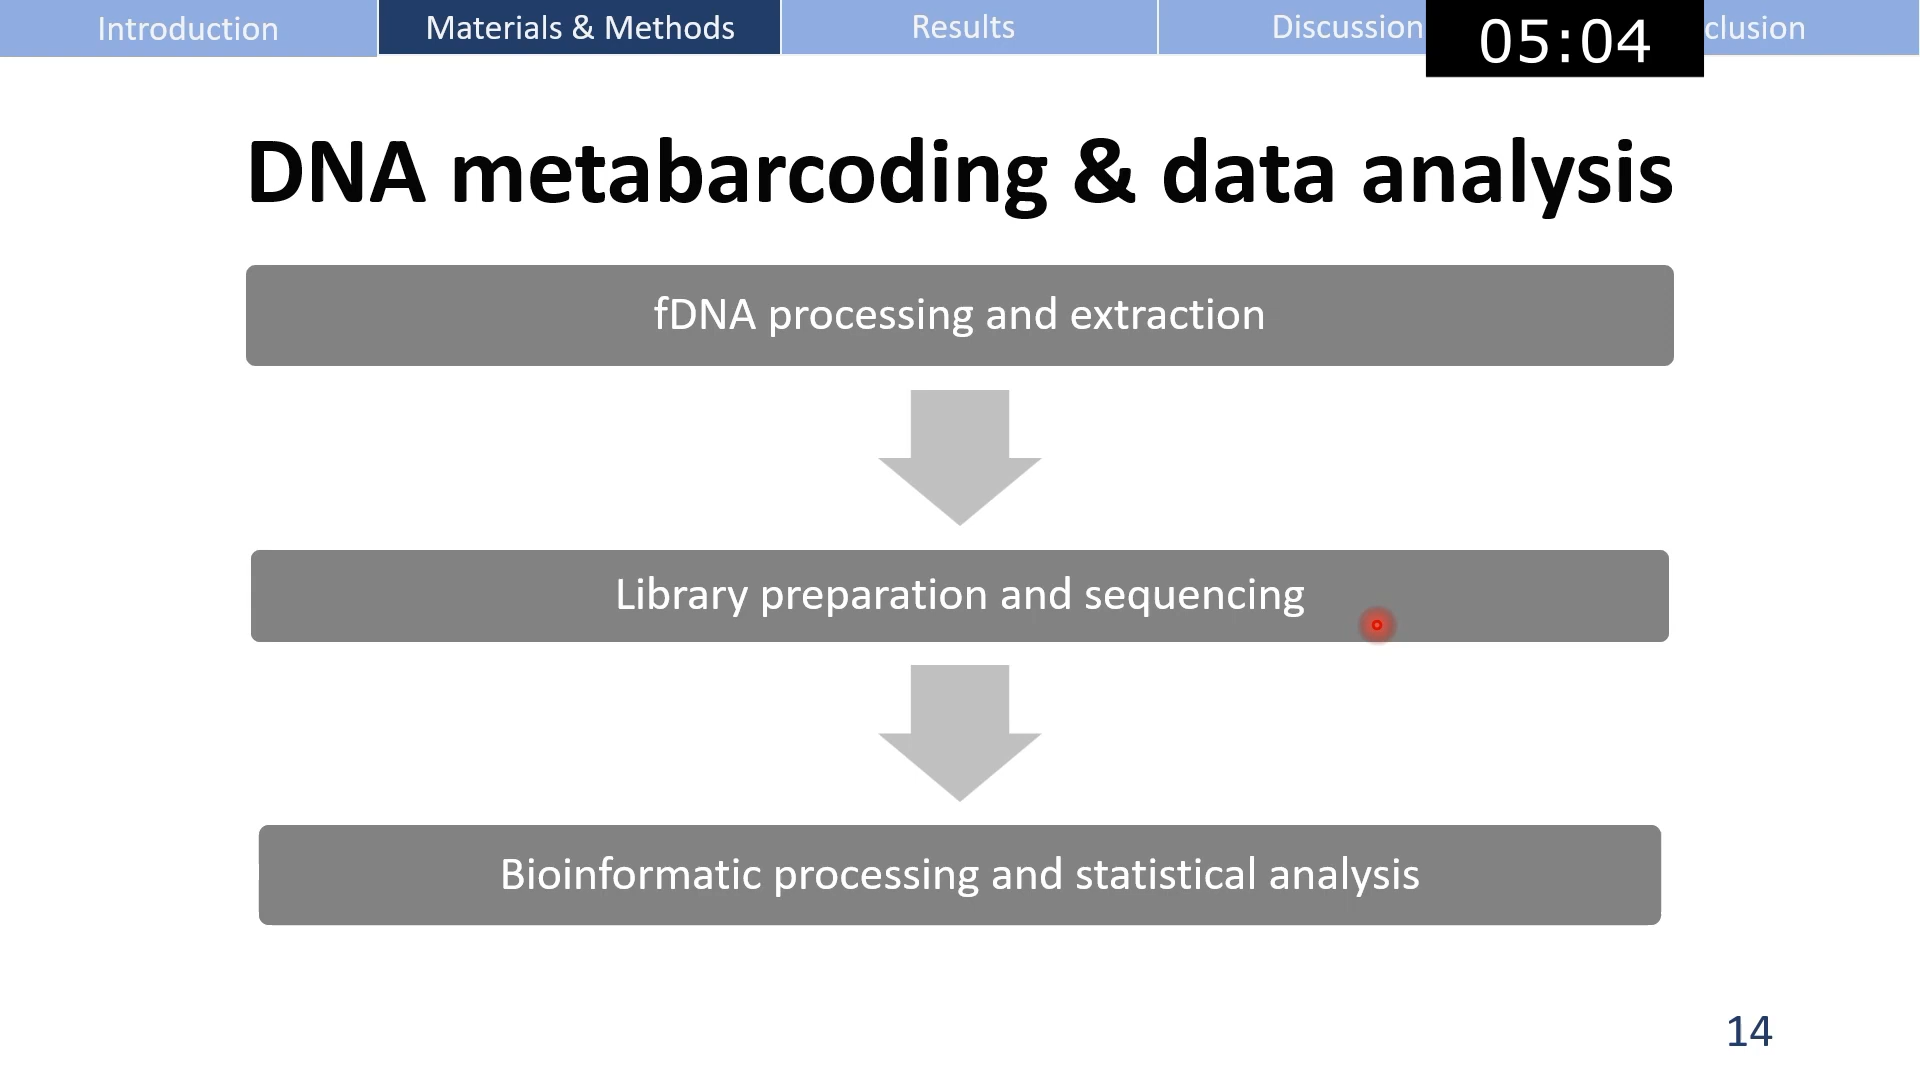 Introduction
Materials & Methods
Results
Discussion
05:04
clusion
DNA metabarcoding & data analysis
fDNA processing and extraction
Library preparation and sequencing
Bioinformatic processing and statistical analysis
14